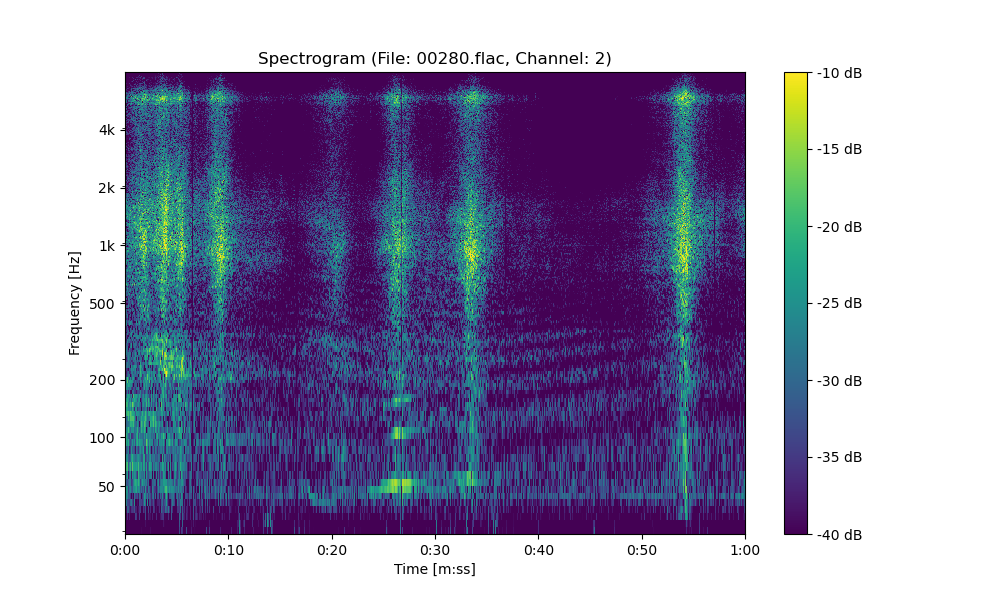 Spectrogram (File: 00280.flac, Channel: 2)
Frequency [Hz]
4k
2k
1k
500
200
100
50
0:00 0:10 0:20 0:30 0:40 0:50 1:00
Time [m:ss]
-10 dB
-15 dB
-20 dB
-25 dB
-30 dB
-35 dB
-40 dB